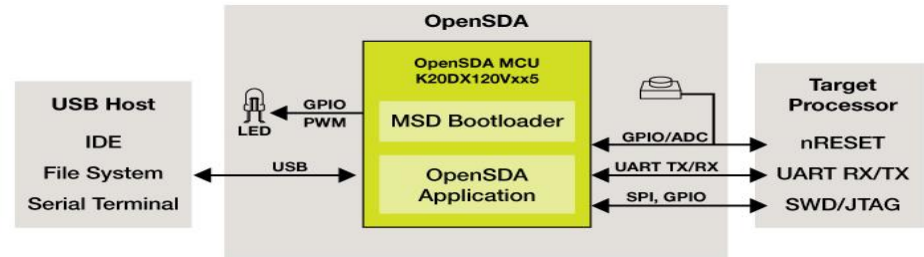 OpenSDA
USB Host
IDE
File System
Serial Terminal
LED
GPIO
PWM
USB
OpenSDA MCU
K20DX120Vxx5
MSD Bootloader
OpenSDA
Application
GPIO/ADC
UART TX/RX
SPI, GPIO
Target
Processor
nRESET
UART RX/TX
SWD/JTAG